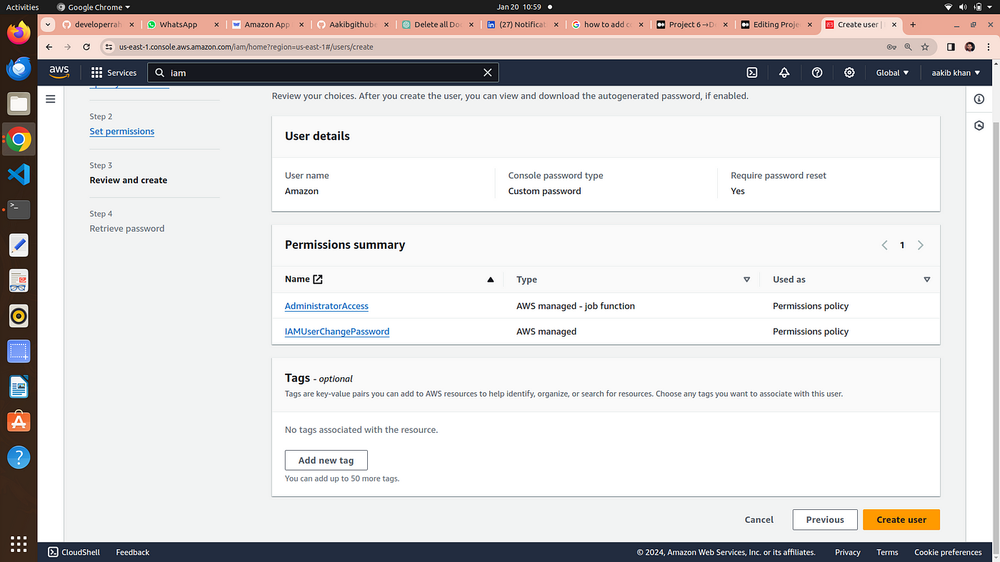 Activities
Google Chrome
Jan 20 10:59
developerrah
WhatsApp
Amazon App
Aakibgithube
Delete all Doc
(27) Notificat
how to add c
Project 6→D
Editing Proje
Create user |
us-east-1.console.aws.amazon.com/iam/home?region=us-east-1#/users/create
aws
Services
iam
Global
aakib khan
Review your choices. After you create the user, you can view and download the autogenerated password, if enabled.
Step 2
Set permissions
Step 3
Review and create
Step 4
Retrieve password
User details
User name
Amazon
Console password type
Custom password
Require password reset
Yes
Permissions summary
1
Name
Type
Used as
AdministratorAccess
AWS managed - job function
Permissions policy
IAMUserChangePassword
AWS managed
Permissions policy
Tags - optional
Tags are key-value pairs you can add to AWS resources to help identify, organize, or search for resources. Choose any tags you want to associate with this user.
No tags associated with the resource.
Add new tag
You can add up to 50 more tags.
Cancel
Previous
Create user
CloudShell
Feedback
© 2024, Amazon Web Services, Inc. or its affiliates.
Privacy
Terms
Cookie preferences